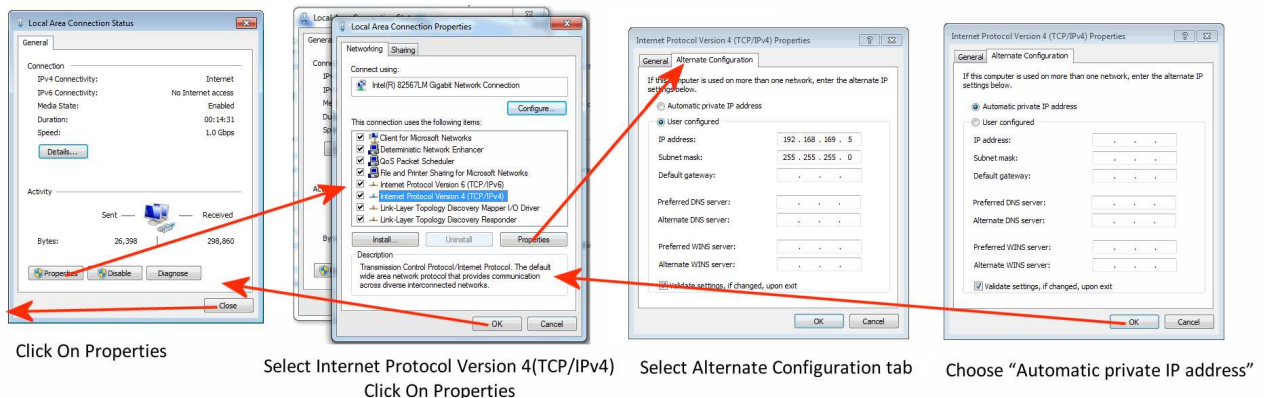 Local Area Connection Status
General
Connection
IPv4 Connectivity: Internet
IPv6 Connectivity: No Internet access
Media State: Enabled
Duration: 00:14:31
Speed: 1.0 Gbps
Details...
Activity
Sent Received
Bytes: 26,398 298,860
Properties Disable Diagnose
Close
Click On Properties
Local Area Connection Properties
Networking Sharing
Connect using:
Intel(R) 82567LM Gigabit Network Connection
Configure...
This connection uses the following items:
Client for Microsoft Networks
Deterministic Network Enhancer
QoS Packet Scheduler
File and Printer Sharing for Microsoft Networks
Internet Protocol Version 6 (TCP/IPv6)
Internet Protocol Version 4 (TCP/IPv4)
Link-Layer Topology Discovery Mapper I/O Driver
Link-Layer Topology Discovery Responder
Install... Uninstall Properties
Description
Transmission Control Protocol/Internet Protocol. The default
wide area network protocol that provides communication
across diverse interconnected networks.
OK Cancel
Select Internet Protocol Version 4(TCP/IPv4)
Click On Properties
Internet Protocol Version 4 (TCP/IPv4) Properties
General Alternate Configuration
If this computer is used on more than one network, enter the alternate IP
settings below.
Automatic private IP address
User configured
IP address: 192 . 168 . 169 . 5
Subnet mask: 255 . 255 . 255 . 0
Default gateway:
Preferred DNS server:
Alternate DNS server:
Preferred WINS server:
Alternate WINS server:
Validate settings, if changed, upon exit
OK Cancel
Select Alternate Configuration tab
Internet Protocol Version 4 (TCP/IPv4) Properties
General Alternate Configuration
If this computer is used on more than one network, enter the alternate IP
settings below.
Automatic private IP address
User configured
IP address:
Subnet mask:
Default gateway:
Preferred DNS server:
Alternate DNS server:
Preferred WINS server:
Alternate WINS server:
Validate settings, if changed, upon exit
OK Cancel
Choose “Automatic private IP address”